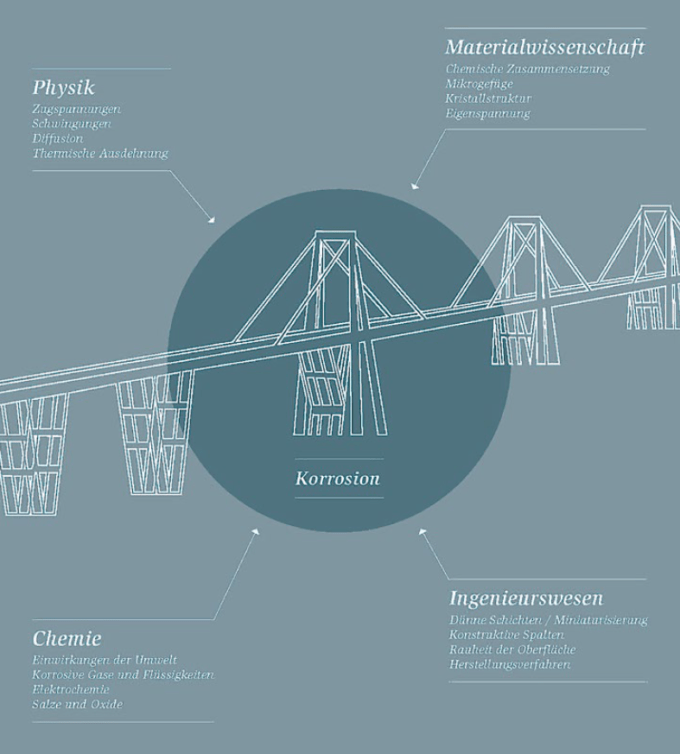 Materialwissenschaft
Chemische Zusammensetzung
Mikrogefüge
Kristallstruktur
Eigenspannung
Physik
Zugspannungen
Schwingungen
Diffusion
Thermische Ausdehnung
Korrosion
Ingenieurswesen
Dünne Schichten / Miniaturisierung
Konstruktive Spalten
Rauheit der Oberfläche
Herstellungsverfahren
Chemie
Einwirkungen der Umwelt
Korrosive Gase und Flüssigkeiten
Elektrochemie
Salze und Oxide